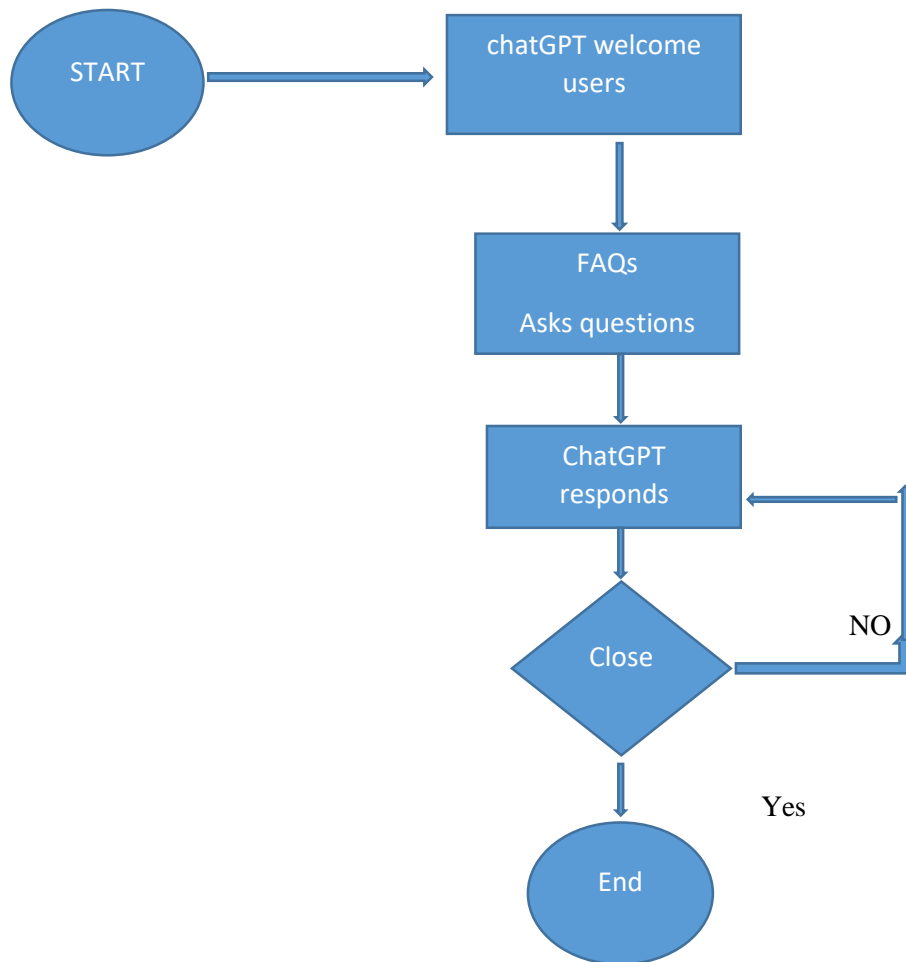 START
chatGPT welcome
users
FAQs
Asks questions
ChatGPT
responds
Close
NO
Yes
End